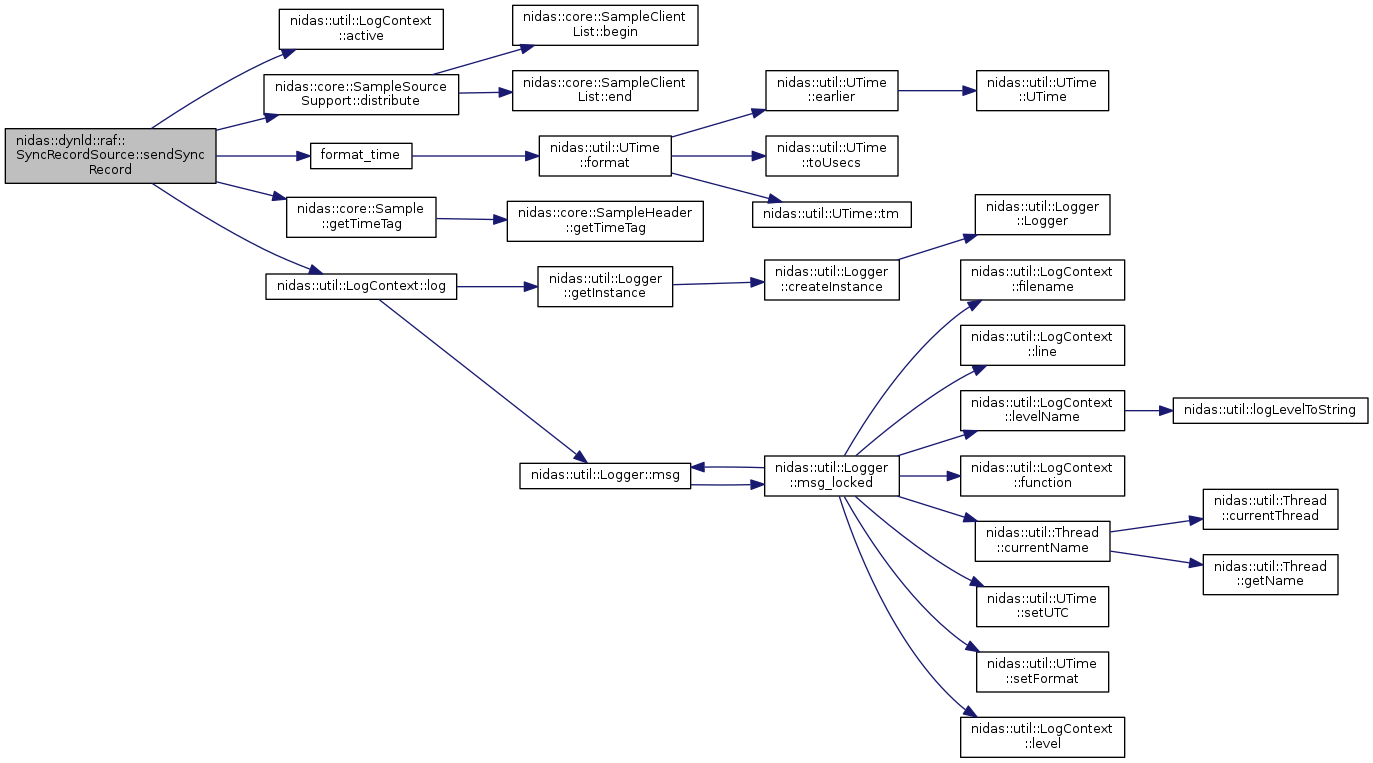 nidas::dynld::raf::
SyncRecordSource::sendSync
Record
nidas::util::LogContext
::active
nidas::core::SampleSource
Support::distribute
nidas::core::SampleClient
List::begin
nidas::core::SampleClient
List::end
format_time
nidas::util::UTime
::format
nidas::util::UTime
::earlier
nidas::util::UTime
::UTime
nidas::util::UTime
::toUsecs
nidas::util::UTime::tm
nidas::core::Sample
::getTimeTag
nidas::core::SampleHeader
::getTimeTag
nidas::util::LogContext::log
nidas::util::Logger
::getInstance
nidas::util::Logger
::createInstance
nidas::util::Logger
::Logger
nidas::util::Logger::msg
nidas::util::Logger
::msg_locked
nidas::util::LogContext
::filename
nidas::util::LogContext
::line
nidas::util::LogContext
::levelName
nidas::util::logLevelToString
nidas::util::LogContext
::function
nidas::util::Thread
::currentName
nidas::util::Thread
::currentThread
nidas::util::Thread
::getName
nidas::util::UTime
::setUTC
nidas::util::UTime
::setFormat
nidas::util::LogContext
::level